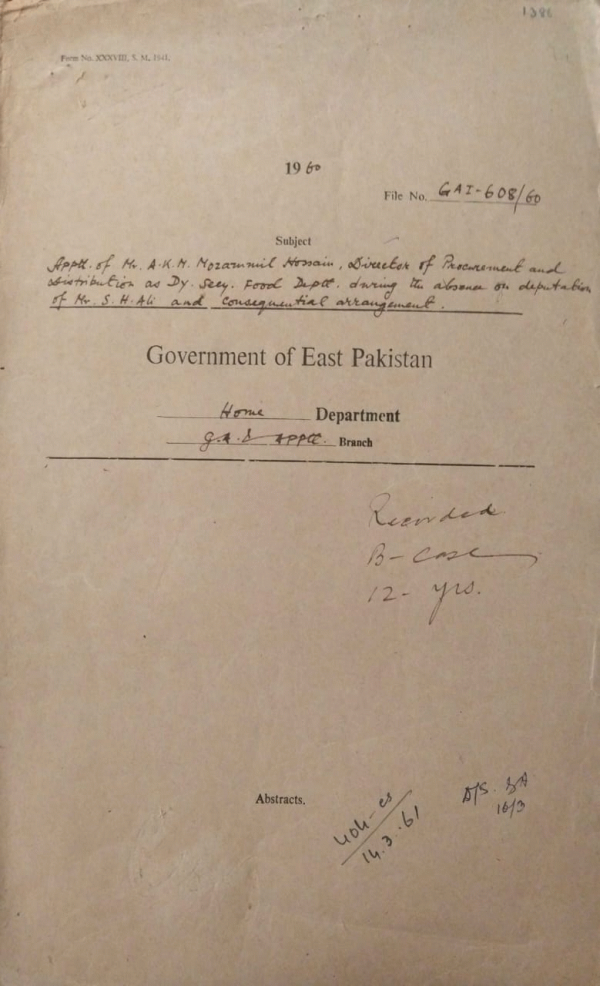 Form No. XXXVIII, S. M. 1941.
1960
File No. GAI-608/60
Subject
Apptt. of Mr. A.K.M. Mozammil Hossain, Director of Procurement and
distribution as Dy. Secy. Food Deptt. during the absence on deputation
of Mr. S.H. Ali and consequential arrangement.
Government of East Pakistan
Home Department
G.A. & Apptt. Branch
Recorded
B-Case
12- yrs.
Abstracts.
14.3.61